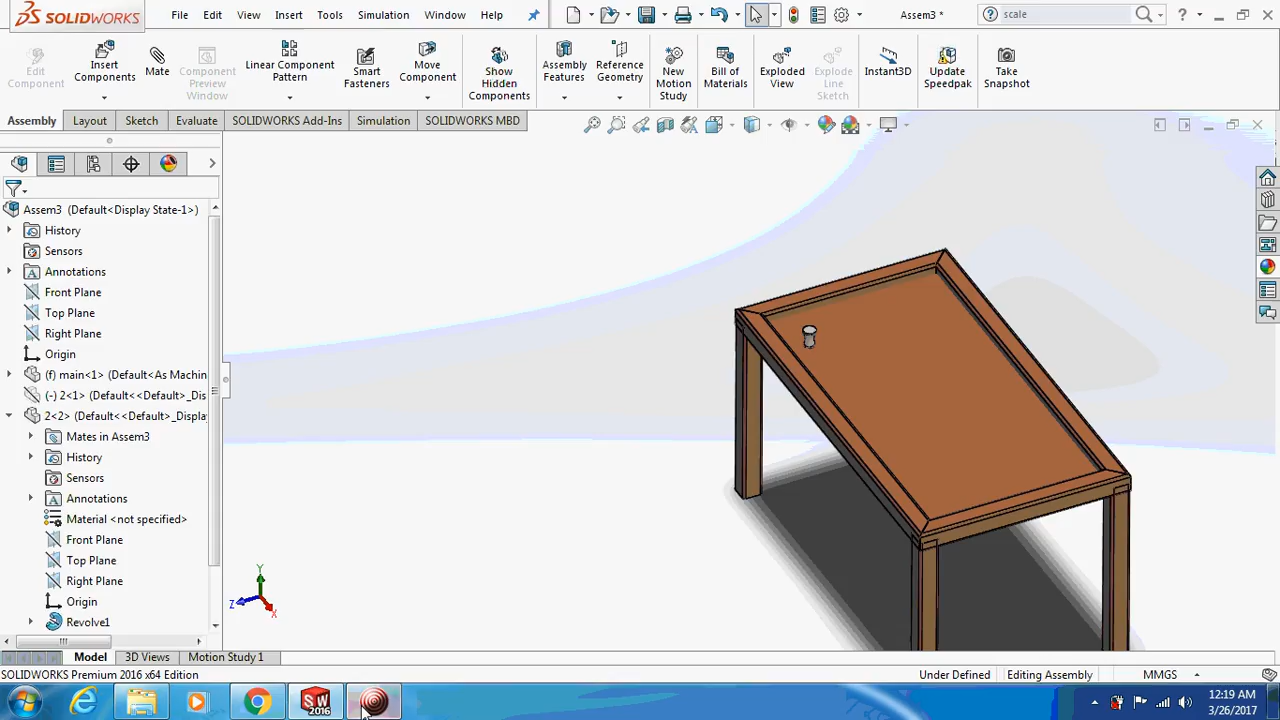 SOLIDWORKS
File Edit View Insert Tools Simulation Window Help
Assem3 *
scale
Edit Component
Insert Components
Mate
Component Preview Window
Linear Component Pattern
Smart Fasteners
Move Component
Show Hidden Components
Assembly Features
Reference Geometry
New Motion Study
Bill of Materials
Exploded View
Explode Line Sketch
Instant3D
Update Speedpak
Take Snapshot
Assembly Layout Sketch Evaluate SOLIDWORKS Add-Ins Simulation SOLIDWORKS MBD
Assem3 (Default<Display State-1>)
History
Sensors
Annotations
Front Plane
Top Plane
Right Plane
Origin
(f) main<1> (Default<As Machin
(-) 2<1> (Default<<Default>_Dis
2<2> (Default<<Default>_Displa
Mates in Assem3
History
Sensors
Annotations
Material <not specified>
Front Plane
Top Plane
Right Plane
Origin
Revolve1
Y
Z
X
Model 3D Views Motion Study 1
SOLIDWORKS Premium 2016 x64 Edition
Under Defined Editing Assembly MMGS
SW
2016
12:19 AM
3/26/2017